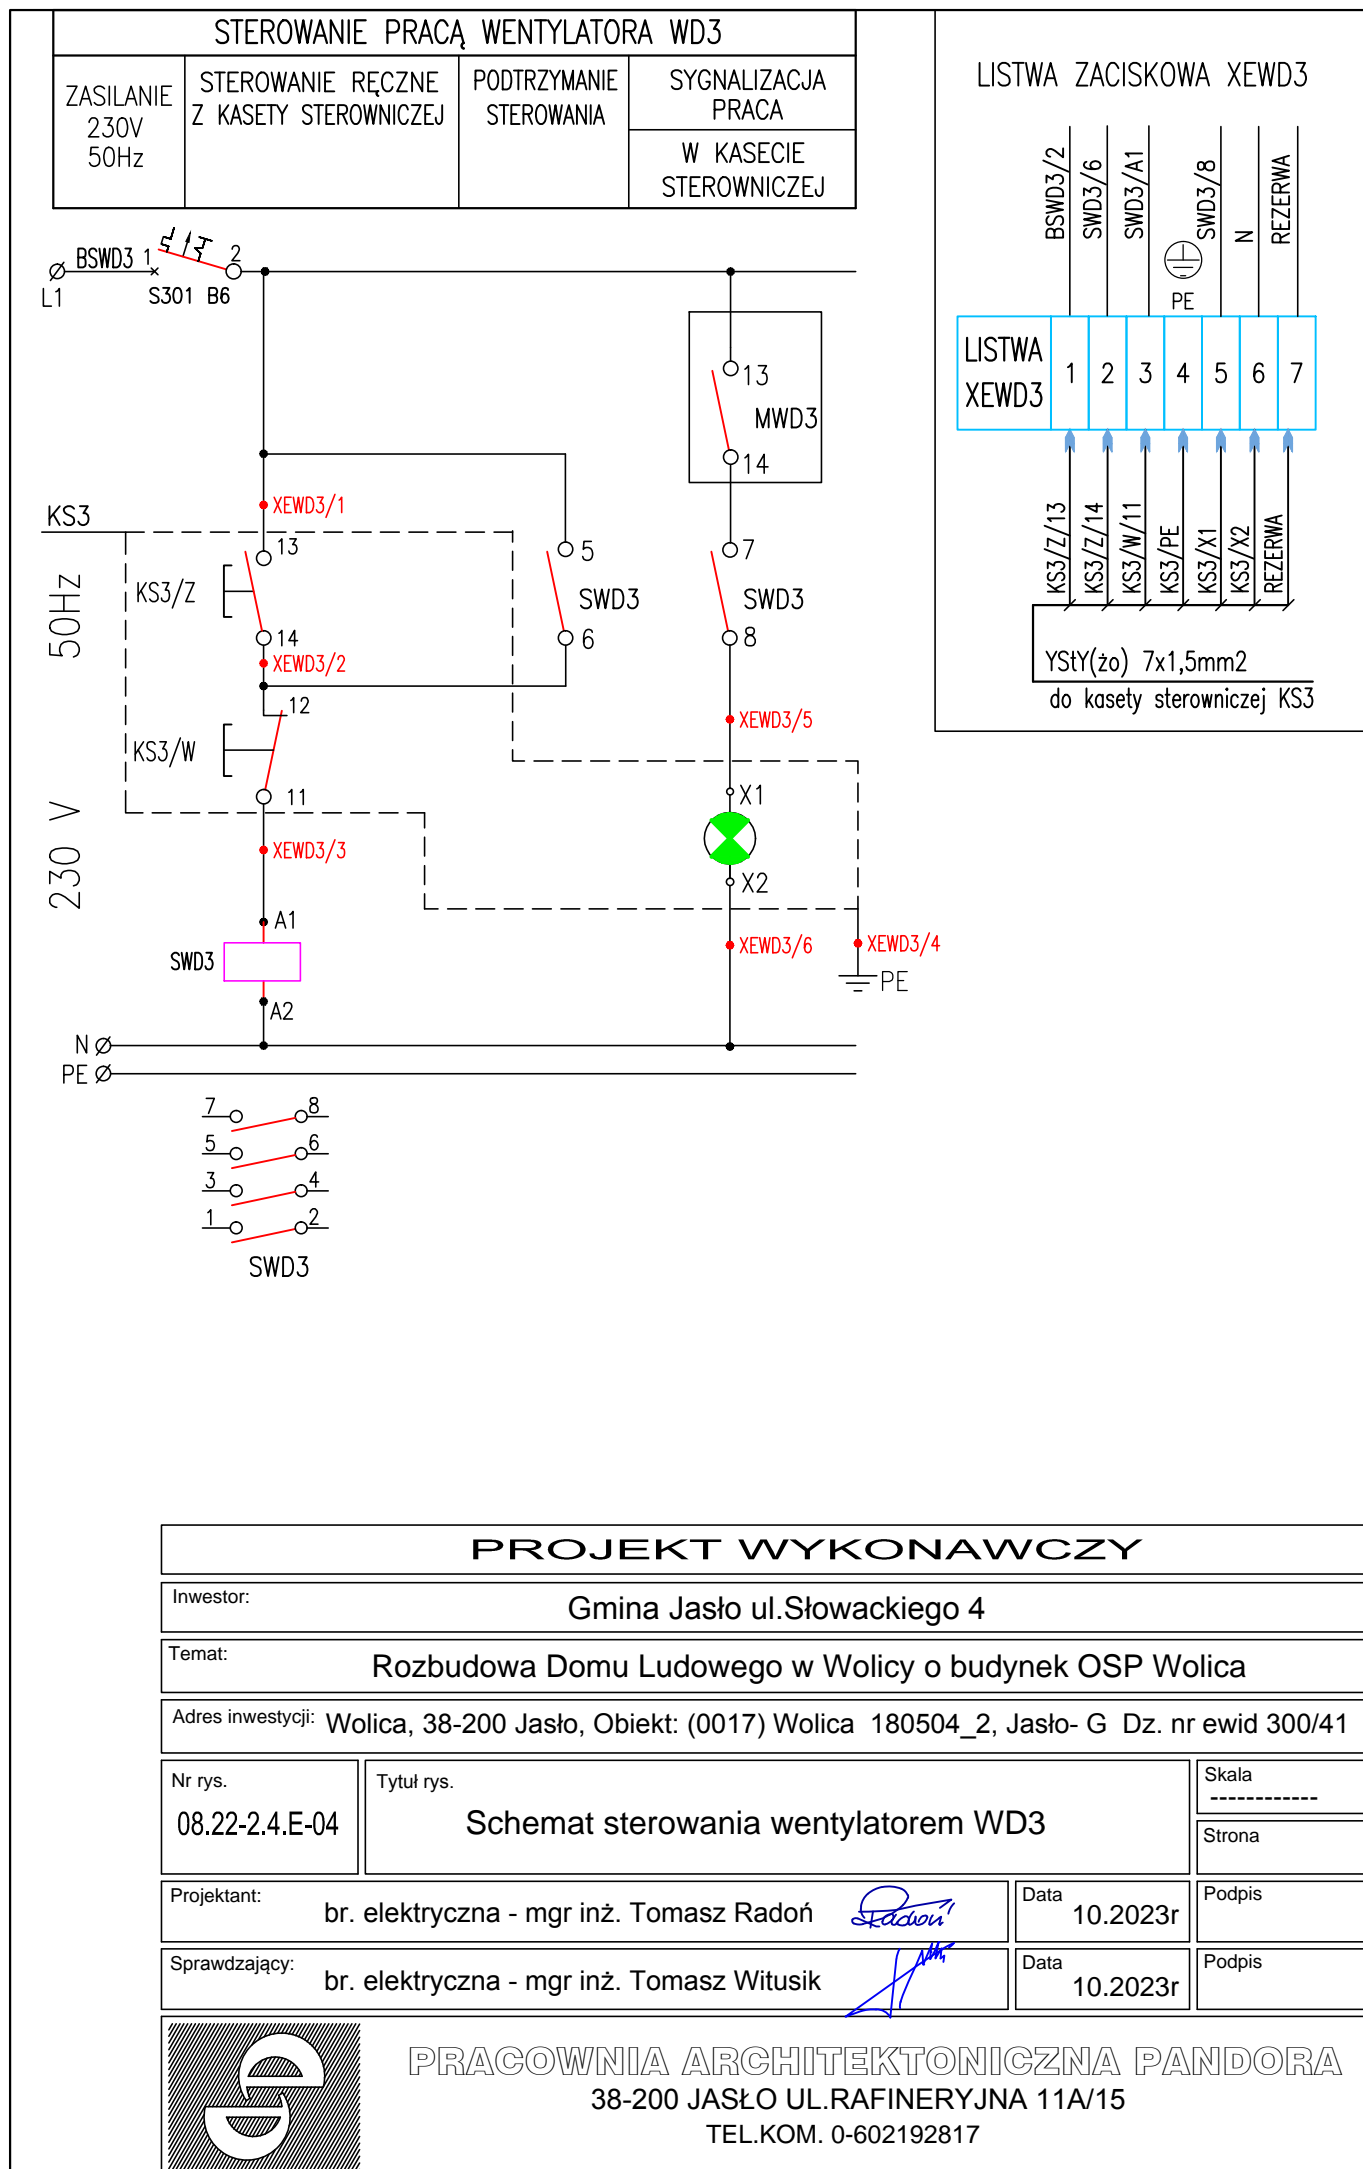 STEROWANIE PRACĄ WENTYLATORA WD3
ZASILANIE
230V
50Hz
STEROWANIE RĘCZNE
Z KASETY STEROWNICZEJ
PODTRZYMANIE
STEROWANIA
SYGNALIZACJA
PRACA
W KASECIE
STEROWNICZEJ
BSWD3 1
2
L1
S301 B6
13
MWD3
14
XEWD3/1
KS3
13
5
7
KS3/Z
SWD3
SWD3
50HZ
14
6
8
XEWD3/2
12
XEWD3/5
KS3/W
11
X1
230 V
XEWD3/3
X2
A1
XEWD3/6
XEWD3/4
SWD3
PE
A2
N
PE
7
8
5
6
3
4
1
2
SWD3
LISTWA ZACISKOWA XEWD3
BSWD3/2
SWD3/6
SWD3/A1
PE
SWD3/8
N
REZERWA
LISTWA
XEWD3
1
2
3
4
5
6
7
KS3/Z/13
KS3/Z/14
KS3/W/11
KS3/PE
KS3/X1
KS3/X2
REZERWA
YStY(żo) 7x1,5mm2
do kasety sterowniczej KS3
PROJEKT WYKONAWCZY
Inwestor:
Gmina Jasło ul.Słowackiego 4
Temat:
Rozbudowa Domu Ludowego w Wolicy o budynek OSP Wolica
Adres inwestycji: Wolica, 38-200 Jasło, Obiekt: (0017) Wolica 180504_2, Jasło- G Dz. nr ewid 300/41
Nr rys.
08.22-2.4.E-04
Tytuł rys.
Schemat sterowania wentylatorem WD3
Skala
------------
Strona
Projektant:
br. elektryczna - mgr inż. Tomasz Radoń
Radoń
Data
10.2023r
Podpis
Sprawdzający:
br. elektryczna - mgr inż. Tomasz Witusik
Data
10.2023r
Podpis
PRACOWNIA ARCHITEKTONICZNA PANDORA
38-200 JASŁO UL.RAFINERYJNA 11A/15
TEL.KOM. 0-602192817